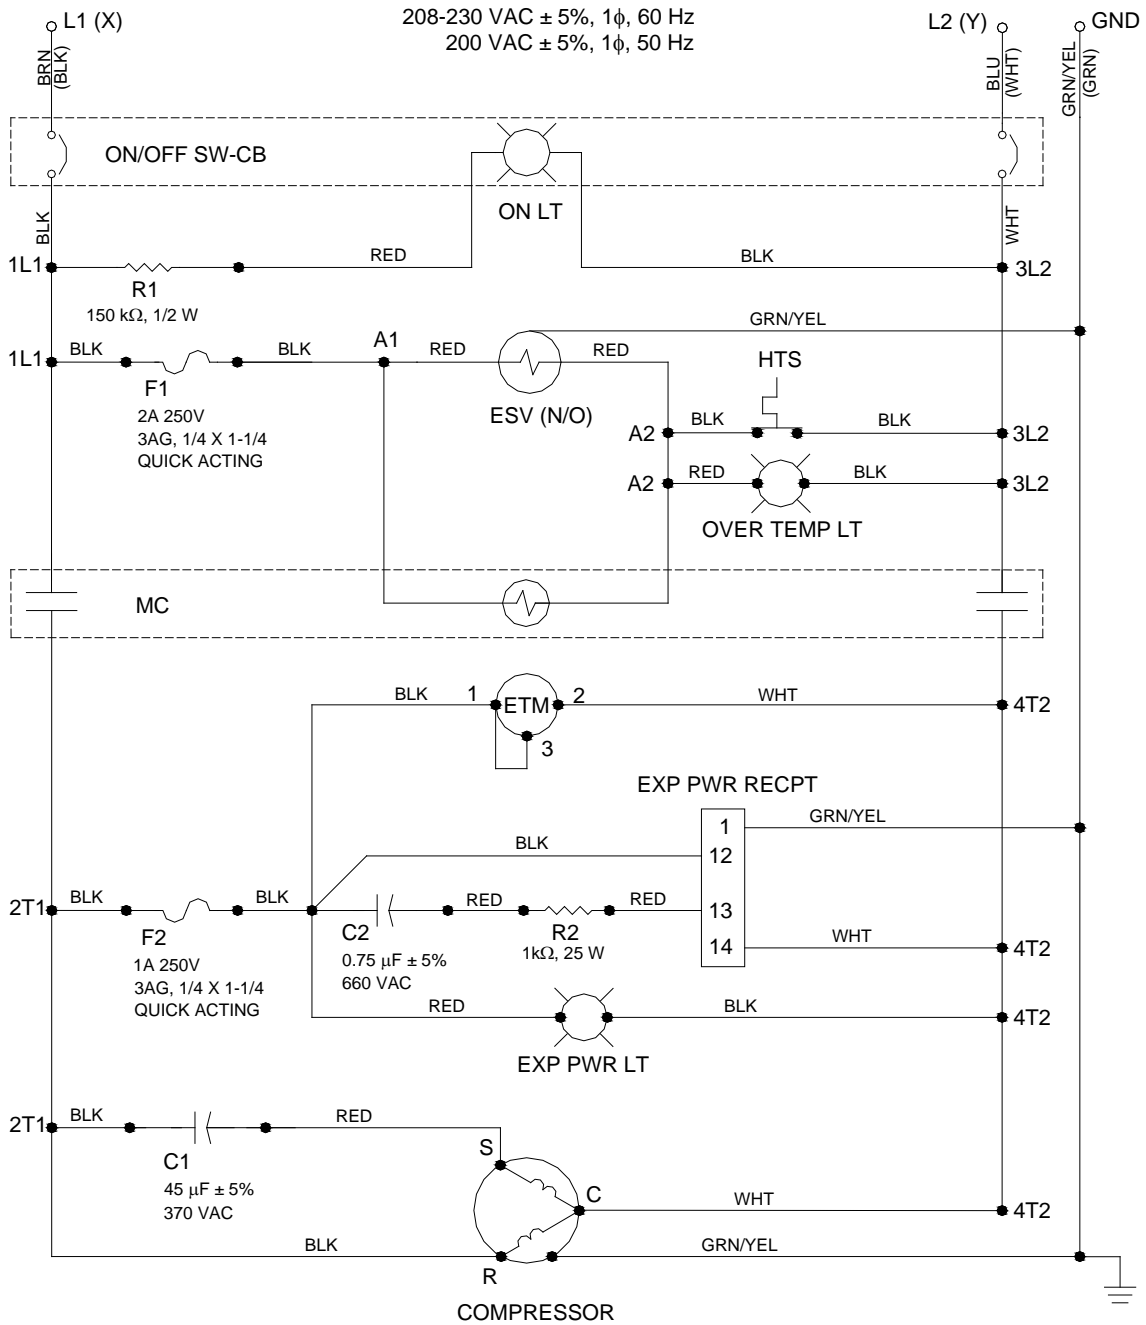 L1 (X)
208-230 VAC ± 5%, 1ϕ, 60 Hz
200 VAC ± 5%, 1ϕ, 50 Hz
L2 (Y)
GND
BRN
(BLK)
BLU
(WHT)
GRN/YEL
(GRN)
ON/OFF SW-CB
ON LT
BLK
WHT
1L1
RED
BLK
3L2
R1
150 kΩ, 1/2 W
GRN/YEL
1L1
BLK
BLK
A1
RED
RED
HTS
F1
2A 250V
3AG, 1/4 X 1-1/4
QUICK ACTING
ESV (N/O)
A2
BLK
BLK
3L2
A2
RED
BLK
3L2
OVER TEMP LT
MC
BLK
1
ETM
2
WHT
4T2
3
EXP PWR RECPT
1
GRN/YEL
BLK
12
2T1
BLK
BLK
RED
RED
13
F2
1A 250V
3AG, 1/4 X 1-1/4
QUICK ACTING
C2
0.75 μF ± 5%
660 VAC
R2
1kΩ, 25 W
14
WHT
4T2
RED
BLK
4T2
EXP PWR LT
2T1
BLK
RED
C1
45 μF ± 5%
370 VAC
S
C
WHT
4T2
BLK
R
GRN/YEL
COMPRESSOR